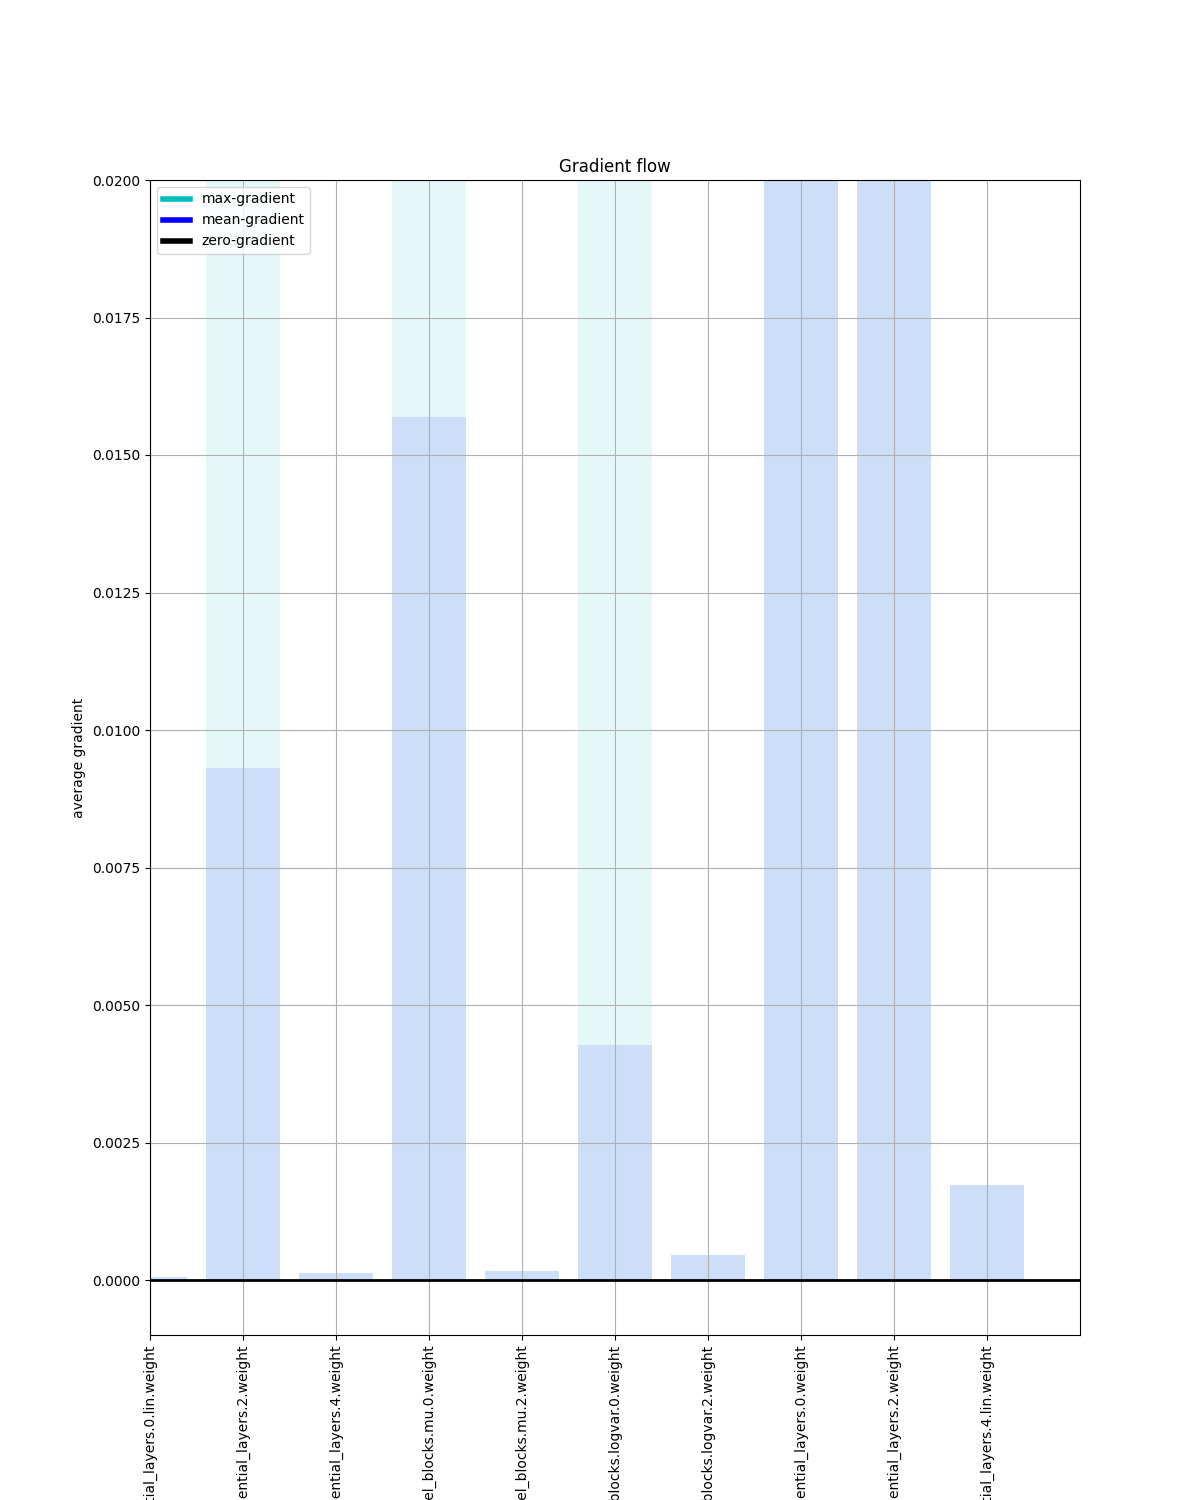 Gradient flow
max-gradient
mean-gradient
zero-gradient
0.0200
0.0175
0.0150
0.0125
0.0100
0.0075
0.0050
0.0025
0.0000
average gradient
tial_layers.0.lin.weight
ential_layers.2.weight
ential_layers.4.weight
el_blocks.mu.0.weight
el_blocks.mu.2.weight
blocks.logvar.0.weight
blocks.logvar.2.weight
ential_layers.0.weight
ential_layers.2.weight
tial_layers.4.lin.weight